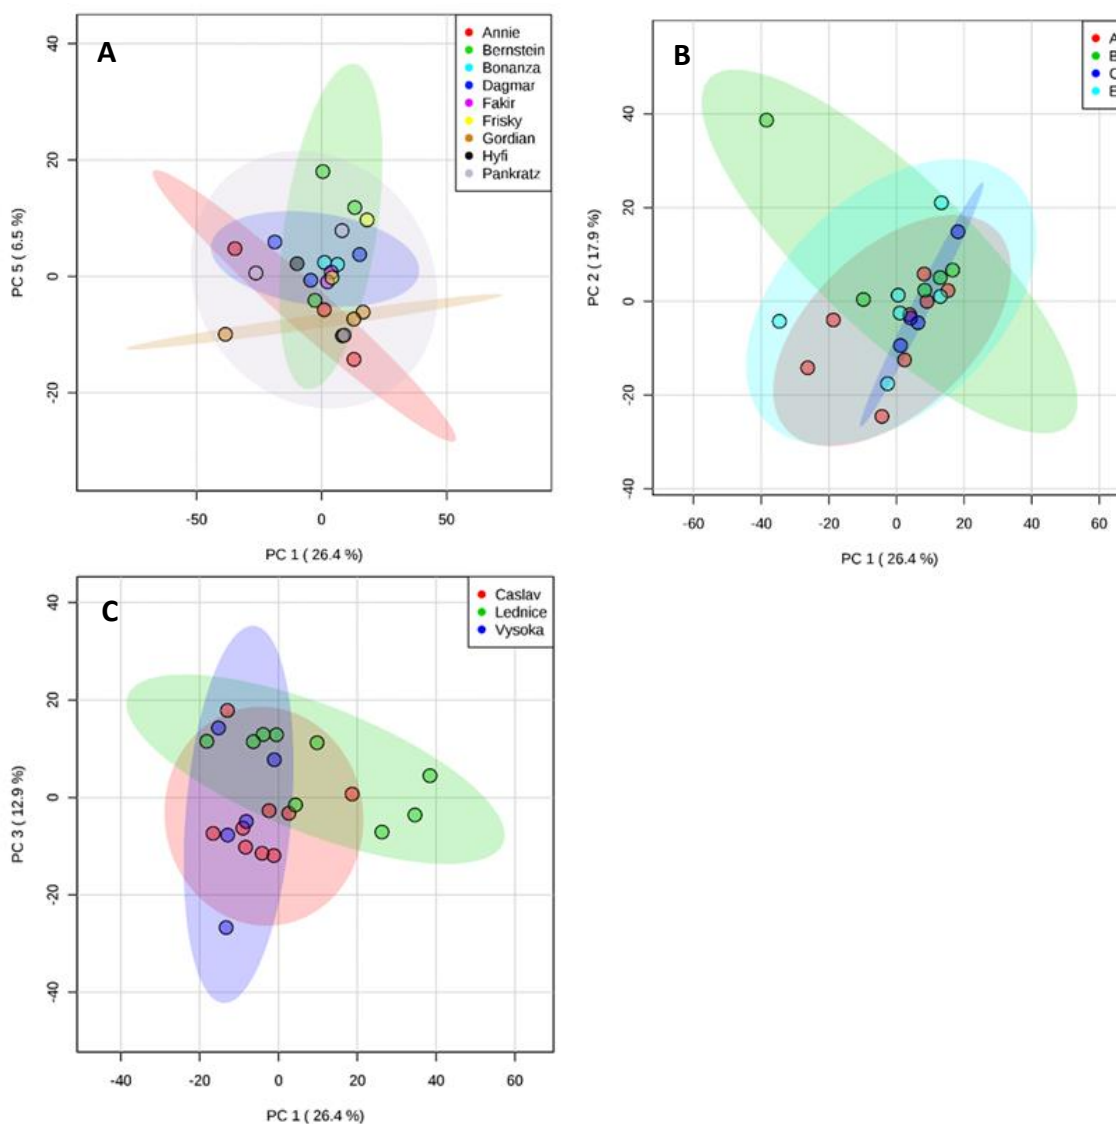 A
Annie
Bernstein
Bonanza
Dagmar
Fakir
Frisky
Gordian
Hyfi
Pankratz
40
20
0
-20
PC 5 ( 6.5 %)
-50 0 50
PC 1 ( 26.4 %)
B
A
B
C
E
40
20
0
-20
-40
PC 2 ( 17.9 %)
-60 -40 -20 0 20 40 60
PC 1 ( 26.4 %)
C
Caslav
Lednice
Vysoka
40
20
0
-20
-40
PC 3 ( 12.9 %)
-40 -20 0 20 40 60
PC 1 ( 26.4 %)